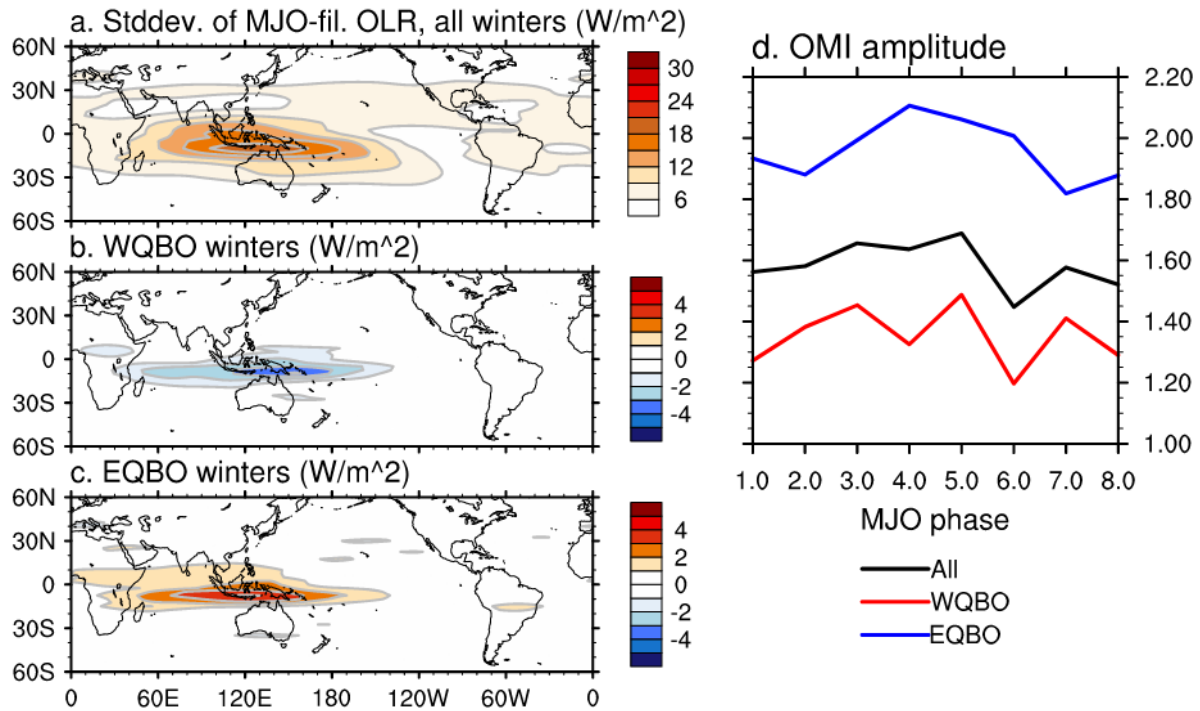 a. Stddev. of MJO-fil. OLR, all winters (W/m^2)
60N
30N
0
30S
60S
30
24
18
12
6
b. WQBO winters (W/m^2)
60N
30N
0
30S
60S
4
2
0
-2
-4
c. EQBO winters (W/m^2)
60N
30N
0
30S
60S
0 60E 120E 180 120W 60W 0
4
2
0
-2
-4
d. OMI amplitude
2.20
2.00
1.80
1.60
1.40
1.20
1.00
1.0 2.0 3.0 4.0 5.0 6.0 7.0 8.0
MJO phase
All
WQBO
EQBO